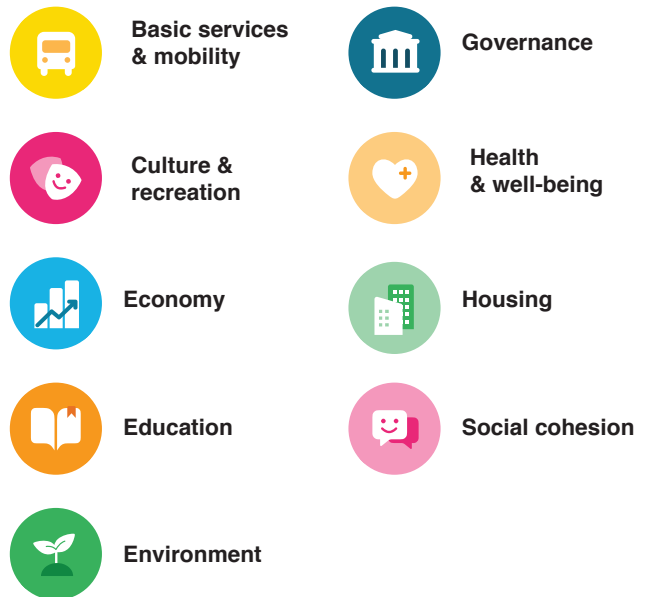 Basic services
& mobility
Culture &
recreation
Economy
Education
Environment
Governance
Health
& well-being
Housing
Social cohesion